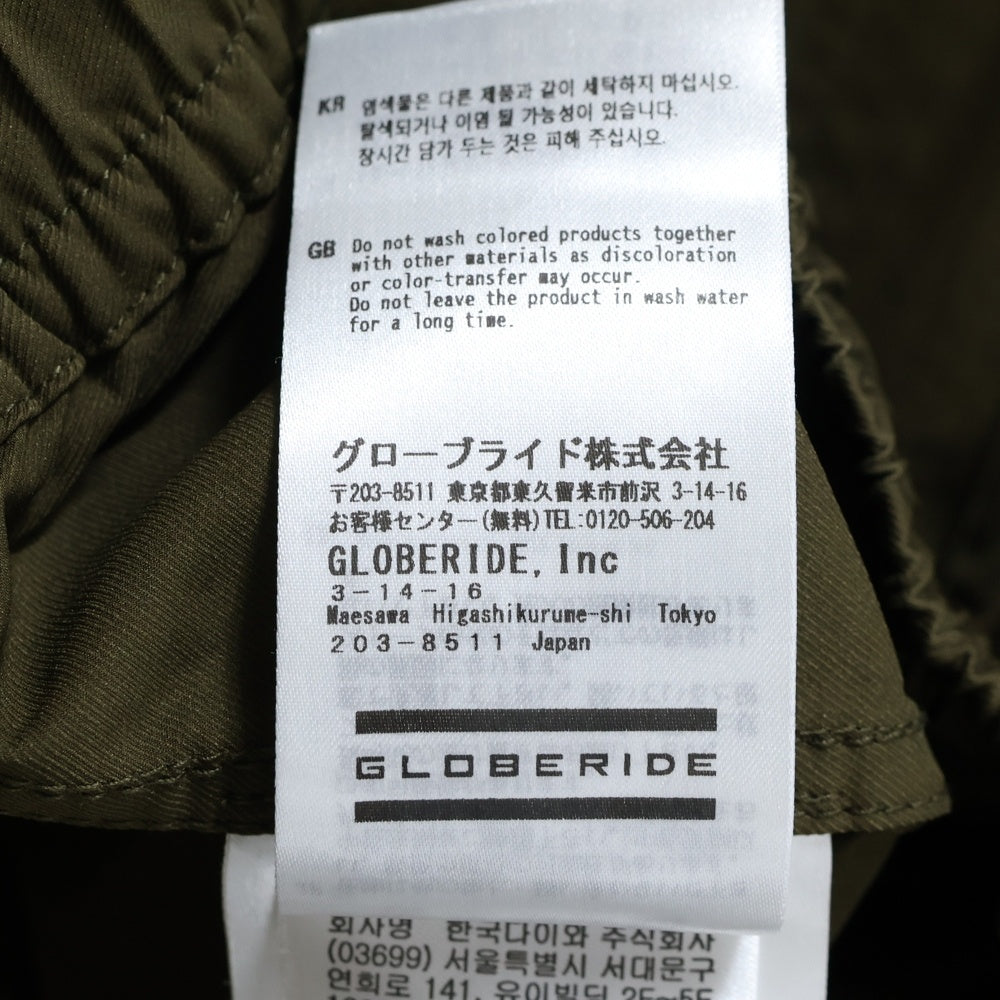 KR 염색물은 다른 제품과 같이 세탁하지 마십시오.
탈색되거나 이염 될 가능성이 있습니다.
장시간 담가 두는 것은 피해 주십시오.
GB Do not wash colored products together
with other materials as discoloration
or color-transfer may occur.
Do not leave the product in wash water
for a long time.
グローブライド株式会社
〒203-8511 東京都東久留米市前沢 3-14-16
お客様センター(無料)TEL:0120-506-204
GLOBERIDE, Inc
3-14-16
Maesawa Higashikurume-shi Tokyo
203-8511 Japan
GLOBERIDE
회사명 한국다이와 주식회사
(03699) 서울특별시 서대문구
연희로 141, 유이빌딩 2F~5F